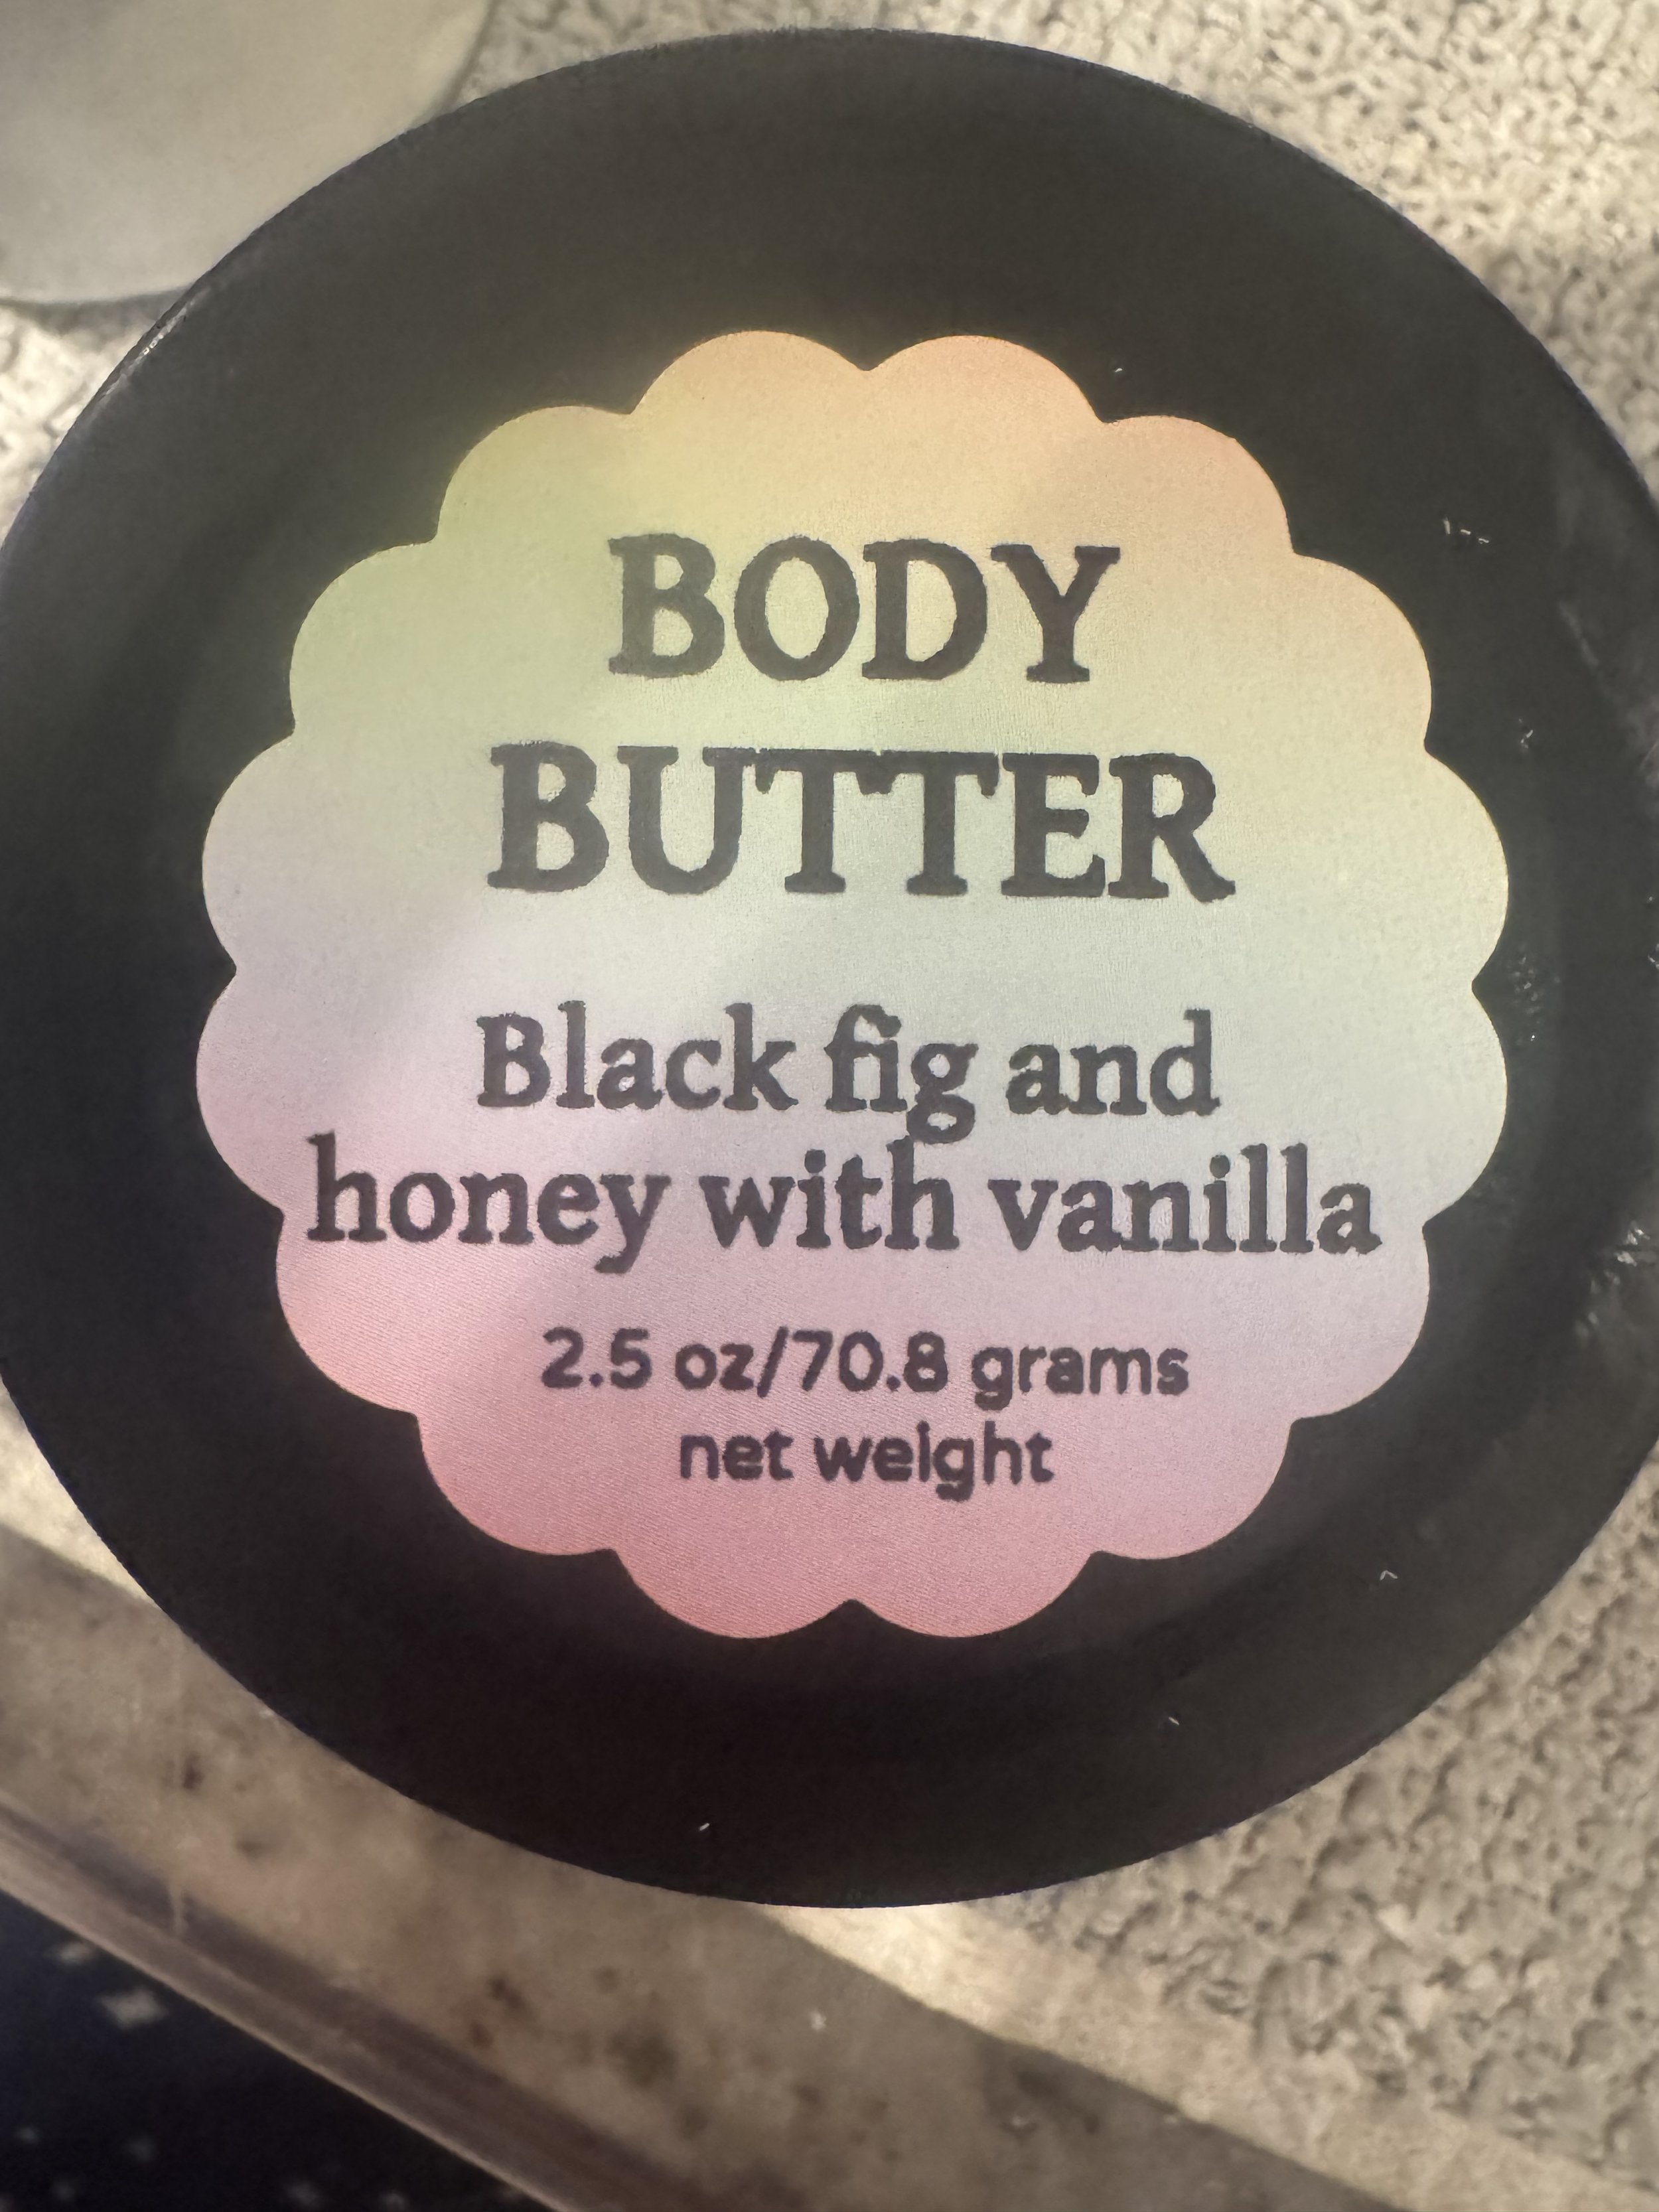 BODY
BUTTER
Black fig and
honey with vanilla
2.5 oz/70.8 grams
net weight